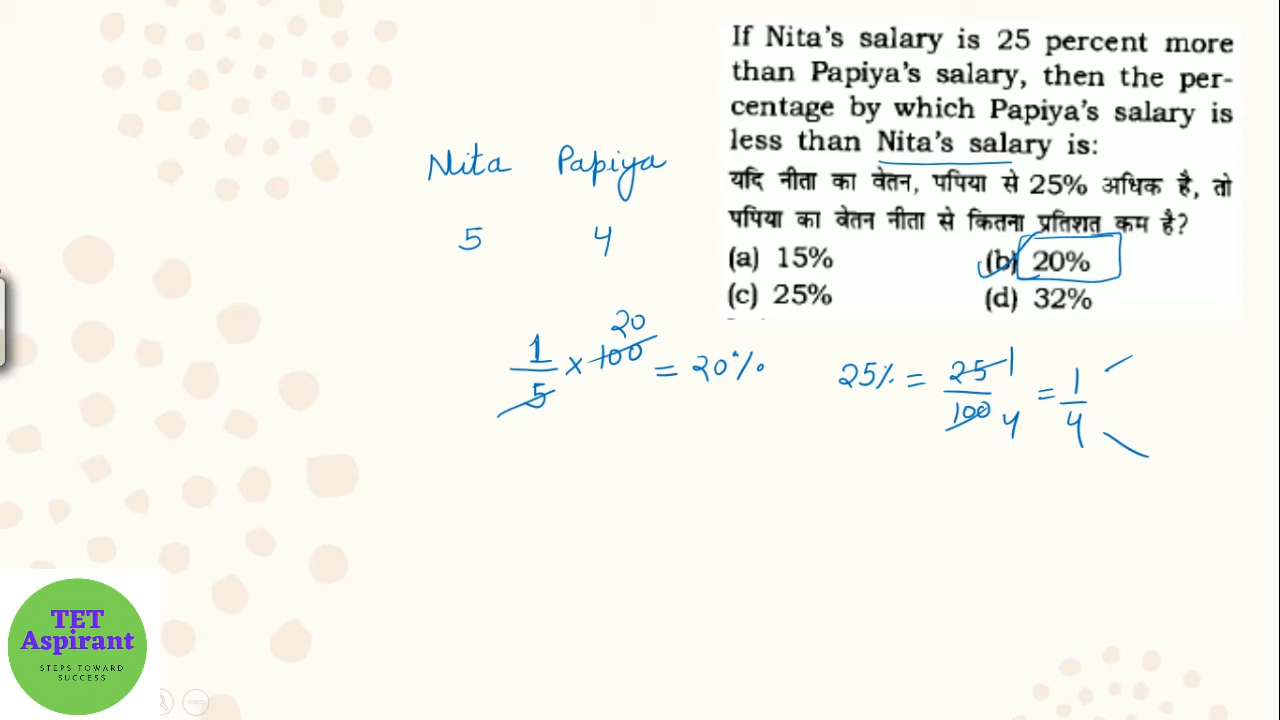 If Nita's salary is 25 percent more
than Papiya's salary, then the per-
centage by which Papiya's salary is
less than Nita's salary is:
यदि नीता का वेतन, पपिया से 25% अधिक है, तो
पपिया का वेतन नीता से कितना प्रतिशत कम है?
(a) 15% (b) 20%
(c) 25% (d) 32%
Nita Papiya
5 4
1/5 × 100 20 = 20%
25% = 25/100 1/4 = 1/4
TET
Aspirant
STEPS TOWARD
SUCCESS